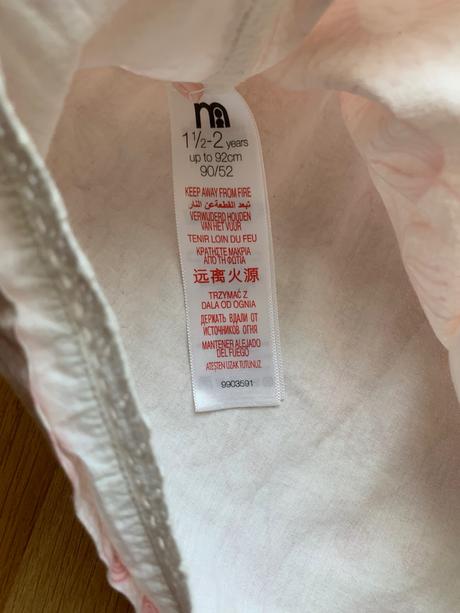 m
1 1/2-2 years
up to 92cm
90/52
KEEP AWAY FROM FIRE
تبعد القطعة عن النار
VERWIJDERD HOUDEN
VAN HET VUUR
TENIR LOIN DU FEU
ΚΡΑΤΗΣΤΕ ΜΑΚΡΙΑ
ΑΠΟ ΤΗ ΦΩΤΙΑ
远离火源
TRZYMAĆ Z
DALA OD OGNIA
ДЕРЖАТЬ ВДАЛИ ОТ
ИСТОЧНИКОВ ОГНЯ
MANTENER ALEJADO
DEL FUEGO
ATEŞTEN UZAK TUTUNUZ
9903591